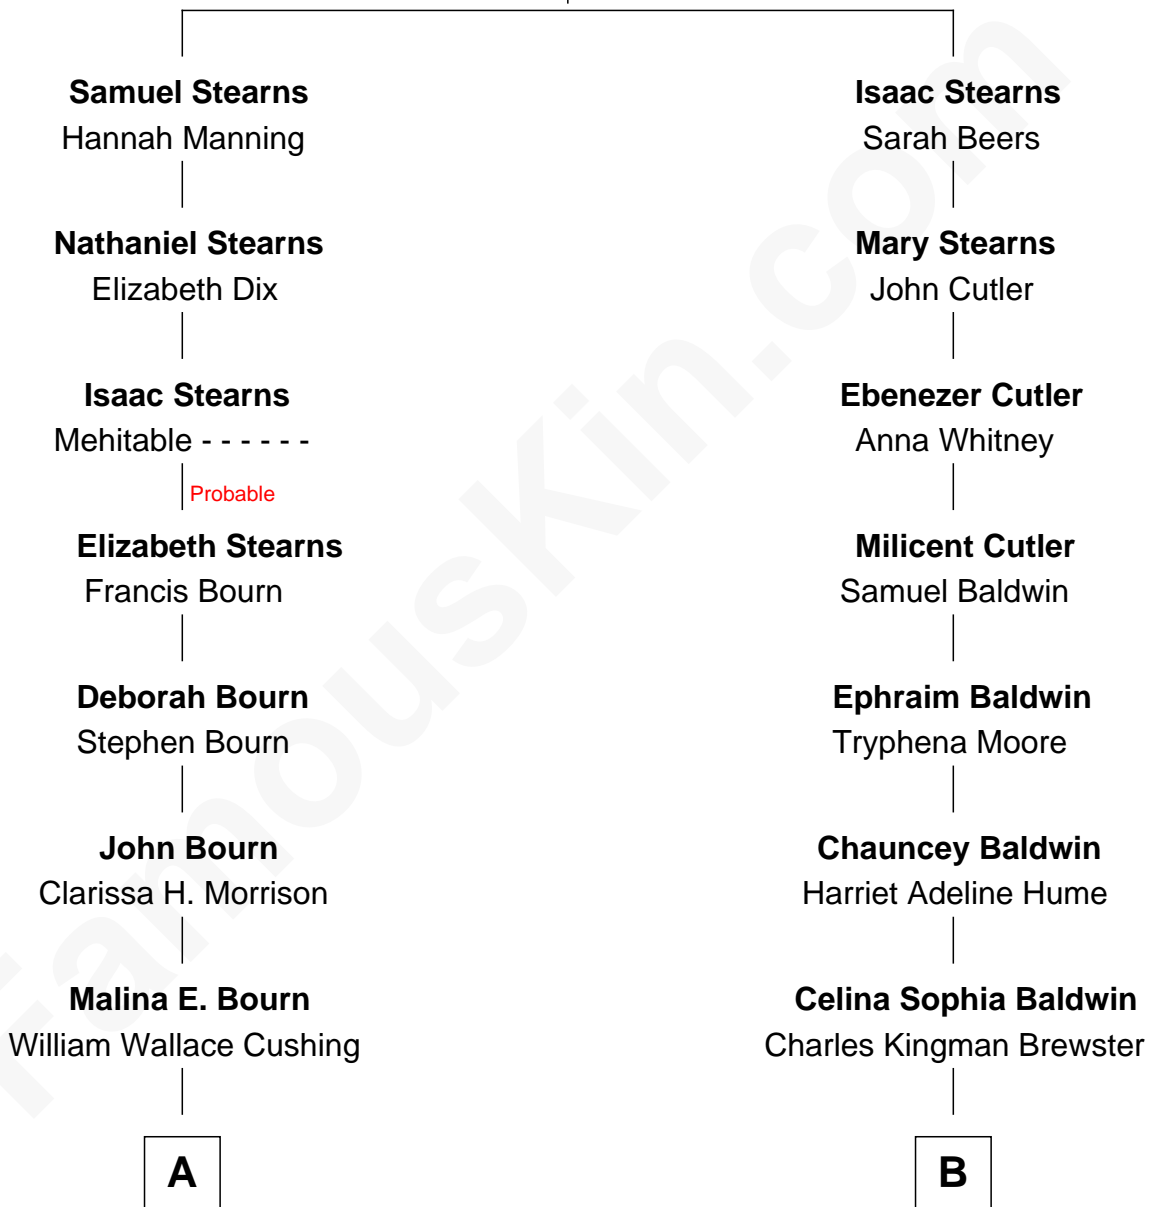 Samuel Stearns
Hannah Manning
Isaac Stearns
Sarah Beers
Nathaniel Stearns
Elizabeth Dix
Mary Stearns
John Cutler
Isaac Stearns
Mehitable - - - - - -
Ebenezer Cutler
Anna Whitney
Probable
Elizabeth Stearns
Francis Bourn
Milicent Cutler
Samuel Baldwin
Deborah Bourn
Stephen Bourn
Ephraim Baldwin
Tryphena Moore
John Bourn
Clarissa H. Morrison
Chauncey Baldwin
Harriet Adeline Hume
Malina E. Bourn
William Wallace Cushing
Celina Sophia Baldwin
Charles Kingman Brewster
A
B
FamousKin.com